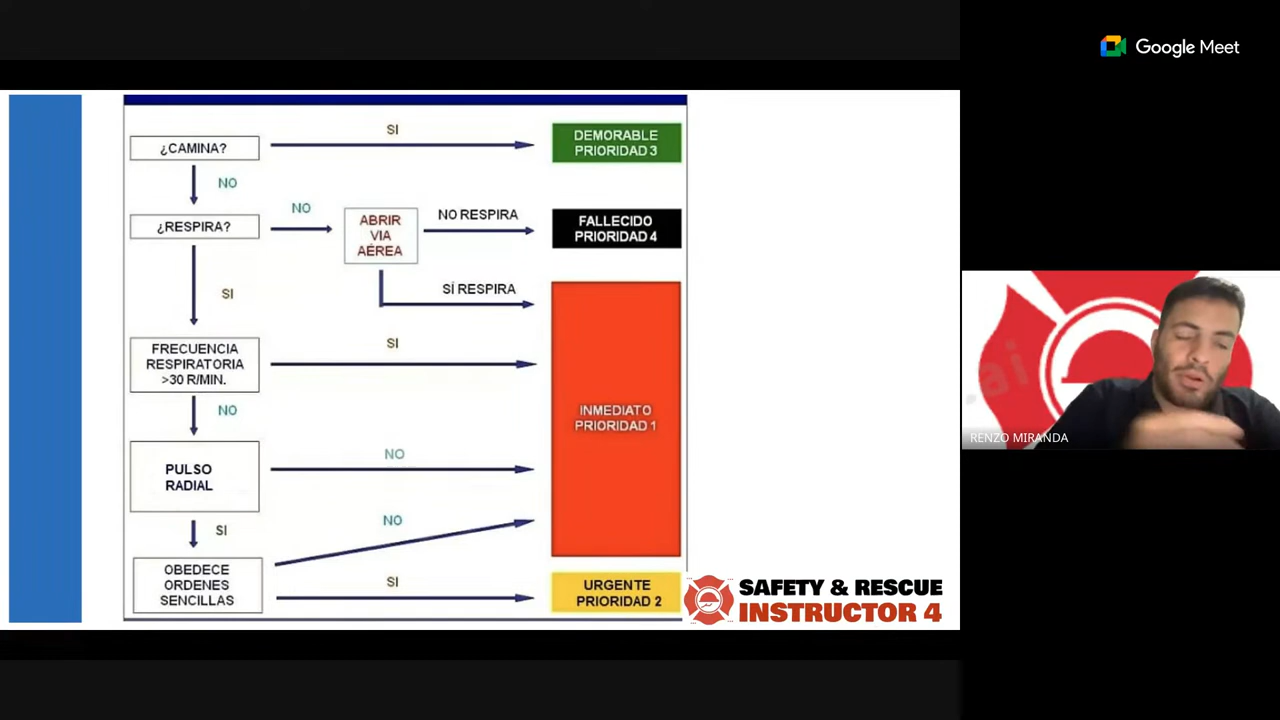 Google Meet
SI
DEMORABLE
PRIORIDAD 3
¿CAMINA?
NO
NO
NO RESPIRA
¿RESPIRA?
ABRIR
VIA
AÉREA
FALLECIDO
PRIORIDAD 4
SI
SÍ RESPIRA
FRECUENCIA
RESPIRATORIA
>30 R/MIN.
SI
INMEDIATO
PRIORIDAD 1
NO
PULSO
RADIAL
NO
SI
NO
OBEDECE
ORDENES
SENCILLAS
SI
URGENTE
PRIORIDAD 2
SAFETY & RESCUE
INSTRUCTOR 4
RENZO MIRANDA